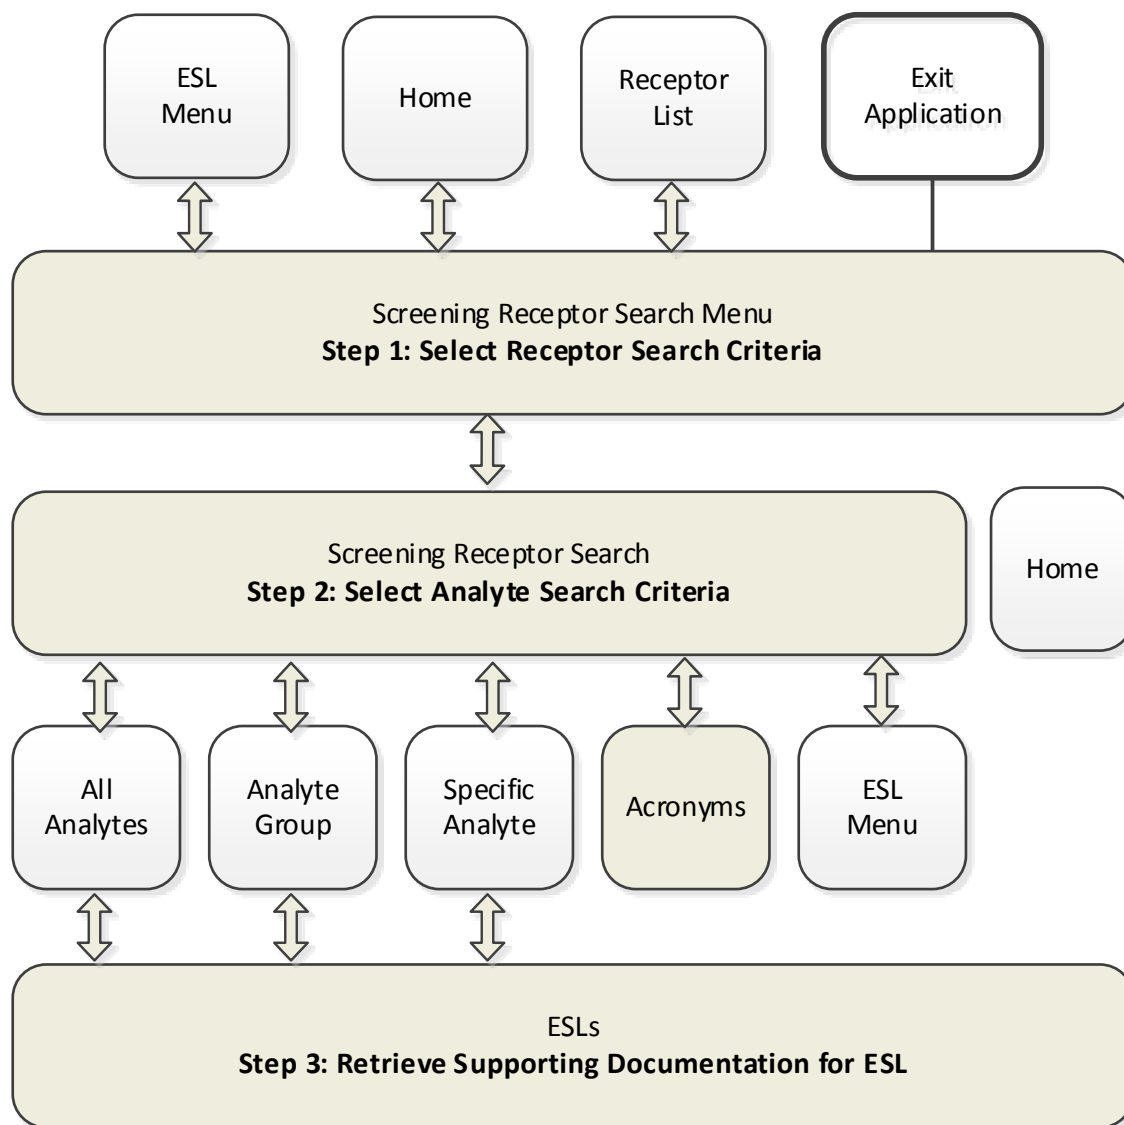 ESL
Menu
Home
Receptor
List
Exit
Application
Screening Receptor Search Menu
Step 1: Select Receptor Search Criteria
Screening Receptor Search
Step 2: Select Analyte Search Criteria
Home
All
Analytes
Analyte
Group
Specific
Analyte
Acronyms
ESL
Menu
ESLs
Step 3: Retrieve Supporting Documentation for ESL